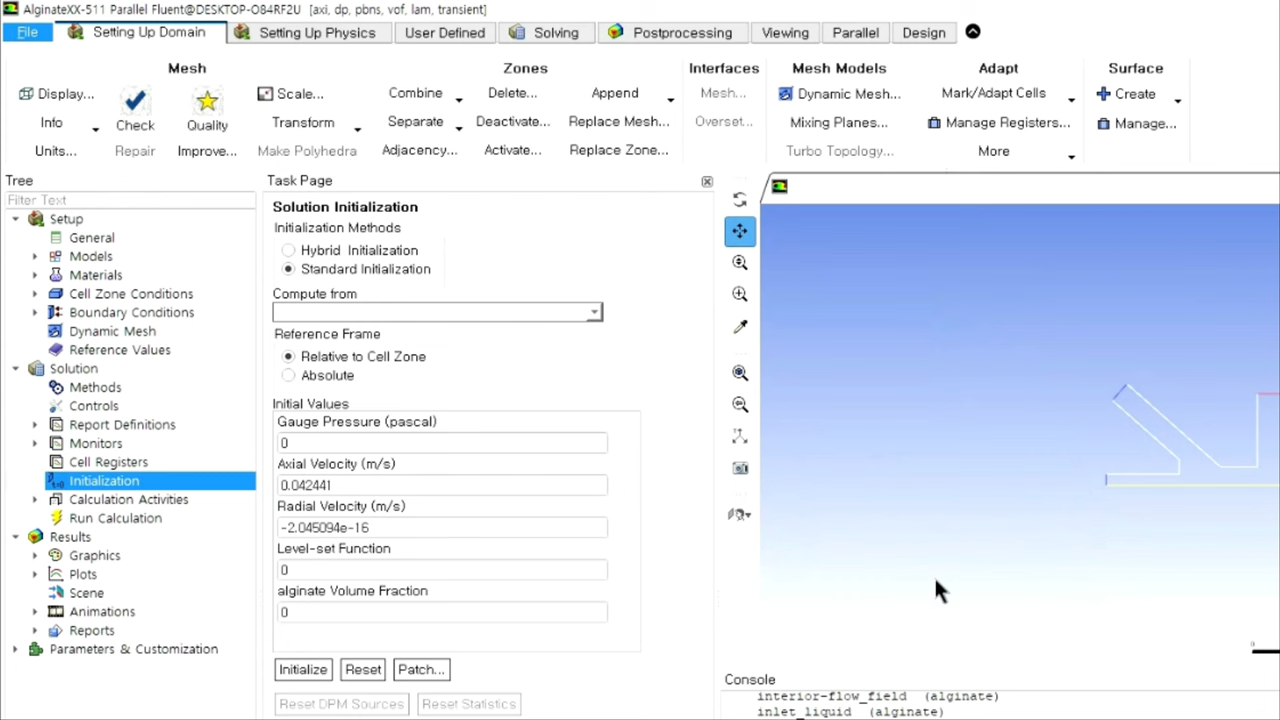 AlginateXX-511 Parallel Fluent@DESKTOP-O84RF2U [axi, dp, pbns, vof, lam, transient]
File Setting Up Domain Setting Up Physics User Defined Solving Postprocessing Viewing Parallel Design
Mesh Zones Interfaces Mesh Models Adapt Surface
Display... Scale... Combine Delete... Append Mesh... Dynamic Mesh... Mark/Adapt Cells Create
Info Check Quality Transform Separate Deactivate... Replace Mesh... Overset... Mixing Planes... Manage Registers... Manage...
Units... Repair Improve... Make Polyhedra Adjacency... Activate... Replace Zone... Turbo Topology... More
Tree
Filter Text
Setup
General
Models
Materials
Cell Zone Conditions
Boundary Conditions
Dynamic Mesh
Reference Values
Solution
Methods
Controls
Report Definitions
Monitors
Cell Registers
Initialization
Calculation Activities
Run Calculation
Results
Graphics
Plots
Scene
Animations
Reports
Parameters & Customization
Task Page
Solution Initialization
Initialization Methods
Hybrid Initialization
Standard Initialization
Compute from
Reference Frame
Relative to Cell Zone
Absolute
Initial Values
Gauge Pressure (pascal)
0
Axial Velocity (m/s)
0.042441
Radial Velocity (m/s)
-2.045094e-16
Level-set Function
0
alginate Volume Fraction
0
Initialize Reset Patch...
Reset DPM Sources Reset Statistics
0
Console
interior-flow_field (alginate)
inlet_liquid (alginate)